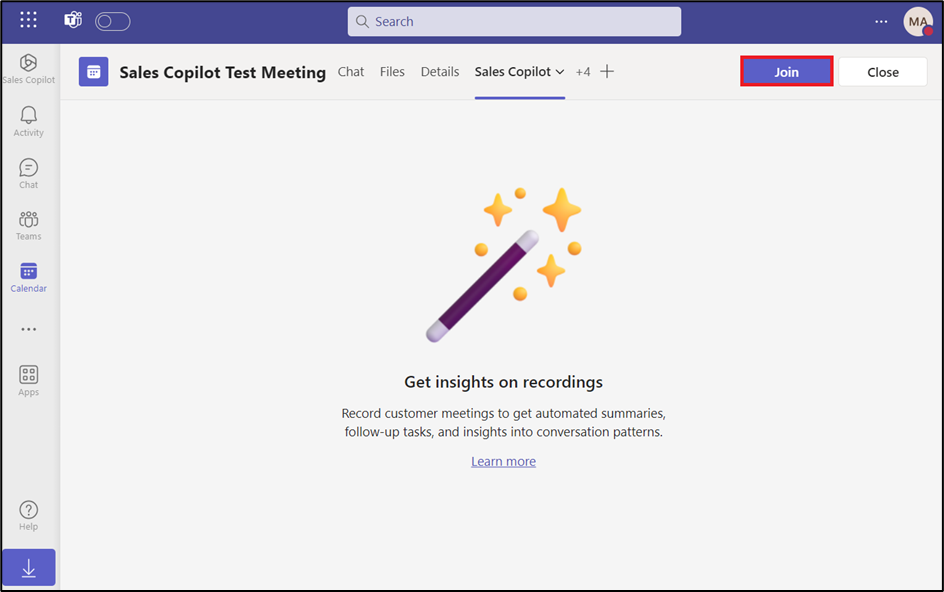 Search
MA
Sales Copilot
Activity
Chat
Teams
Calendar
Apps
Help
Sales Copilot Test Meeting Chat Files Details Sales Copilot +4 Join Close
Get insights on recordings
Record customer meetings to get automated summaries,
follow-up tasks, and insights into conversation patterns.
Learn more